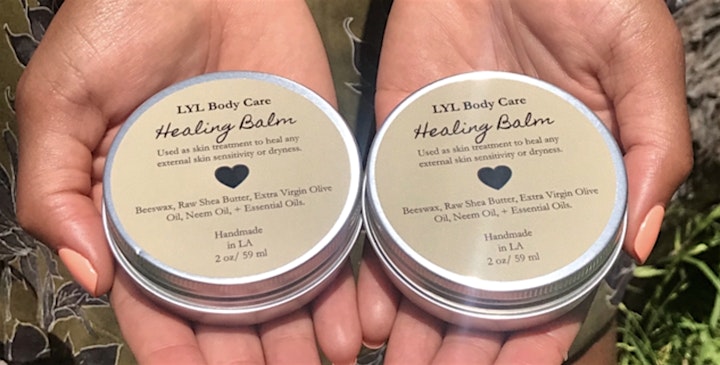 LYL Body Care
Healing Balm
Used as skin treatment to heal any
external skin sensitivity or dryness.
Beeswax, Raw Shea Butter, Extra Virgin Olive
Oil, Neem Oil, + Essential Oils.
Handmade
in LA
2 oz/ 59 ml
LYL Body Care
Healing Balm
Used as skin treatment to heal any
external skin sensitivity or dryness.
Beeswax, Raw Shea Butter, Extra Virgin Olive
Oil, Neem Oil, + Essential Oils.
Handmade
in LA
2 oz/ 59 ml